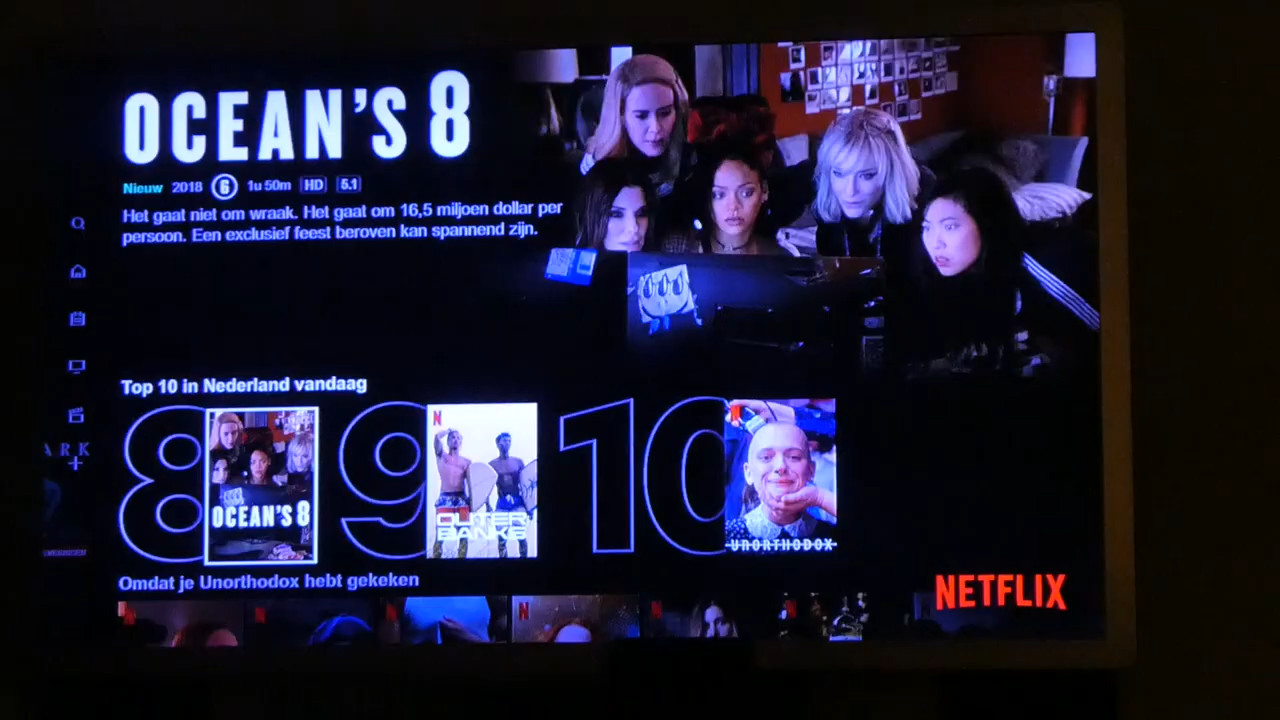 OCEAN'S 8
Nieuw 2018 6 1u 50m HD 5.1
Het gaat niet om wraak. Het gaat om 16,5 miljoen dollar per
persoon. Een exclusief feest beroven kan spannend zijn.
Top 10 in Nederland vandaag
8 9 10
ARK
N
OCEAN'S 8
OUTER
BANKS
UNORTHODOX
Omdat je Unorthodox hebt gekeken
NETFLIX